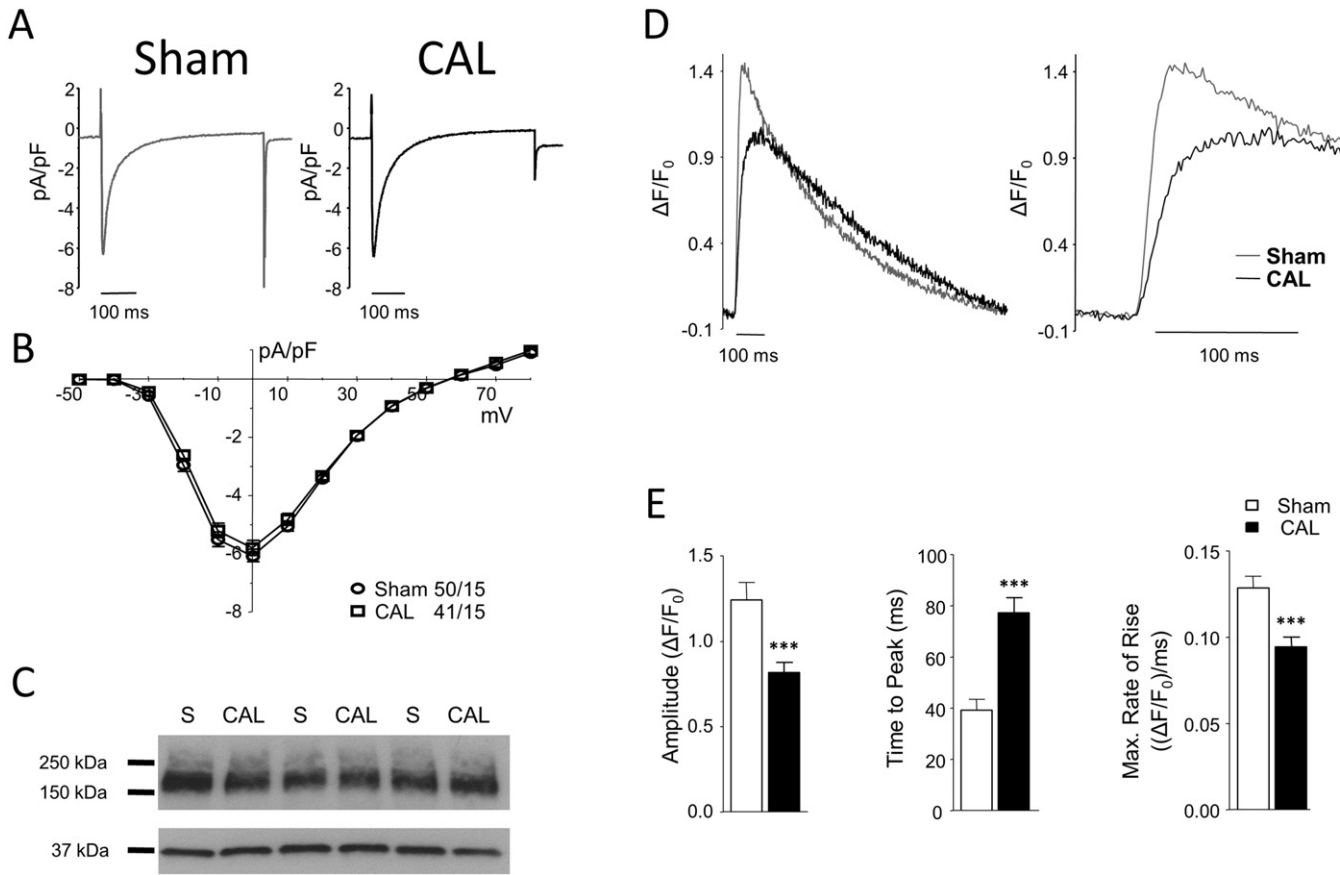 A
Sham
CAL
2
0
-2
-4
-6
-8
pA/pF
100 ms
2
0
-2
-4
-6
-8
pA/pF
100 ms
B
pA/pF
-50
-30
-10
10
30
50
70
mV
-2
-4
-6
-8
Sham 50/15
CAL 41/15
C
S CAL S CAL S CAL
250 kDa
150 kDa
37 kDa
D
1.4
0.9
0.4
-0.1
ΔF/F0
100 ms
1.4
0.9
0.4
-0.1
ΔF/F0
Sham
CAL
100 ms
E
Sham
CAL
1.5
1.0
0.5
0.0
Amplitude (ΔF/F0)
***
100
80
60
40
20
0
Time to Peak (ms)
***
0.15
0.10
0.05
0.00
Max. Rate of Rise
((ΔF/F0)/ms)
***